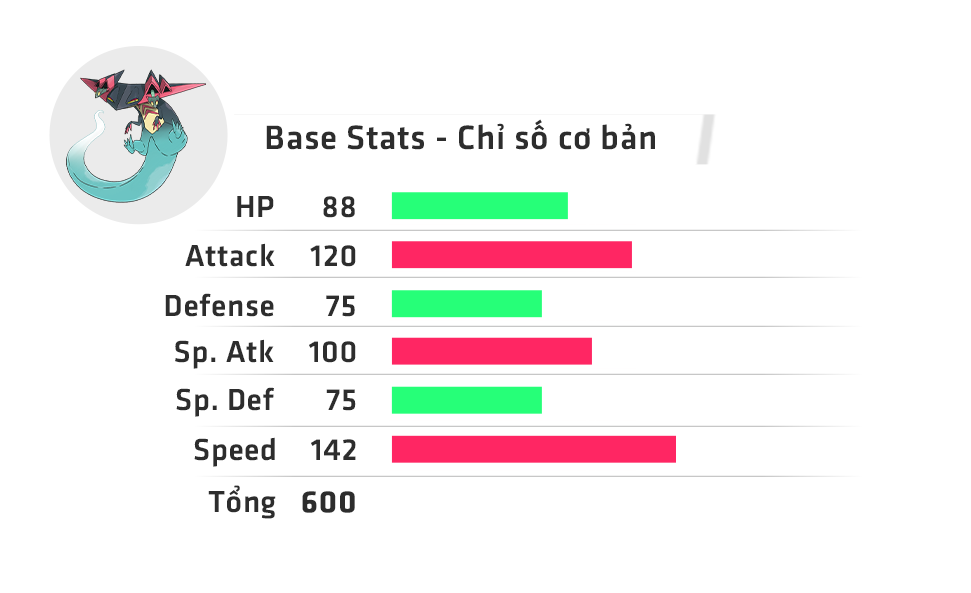 Base Stats - Chỉ số cơ bản
HP 88
Attack 120
Defense 75
Sp. Atk 100
Sp. Def 75
Speed 142
Tổng 600